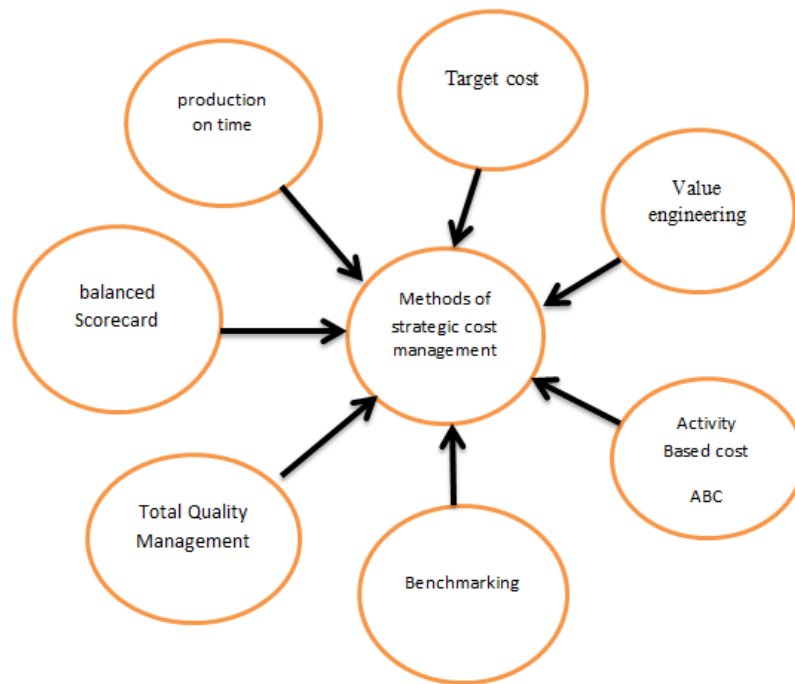 Target cost
production
on time
Value
engineering
balanced
Scorecard
Methods of
strategic cost
management
Activity
Based cost
ABC
Total Quality
Management
Benchmarking